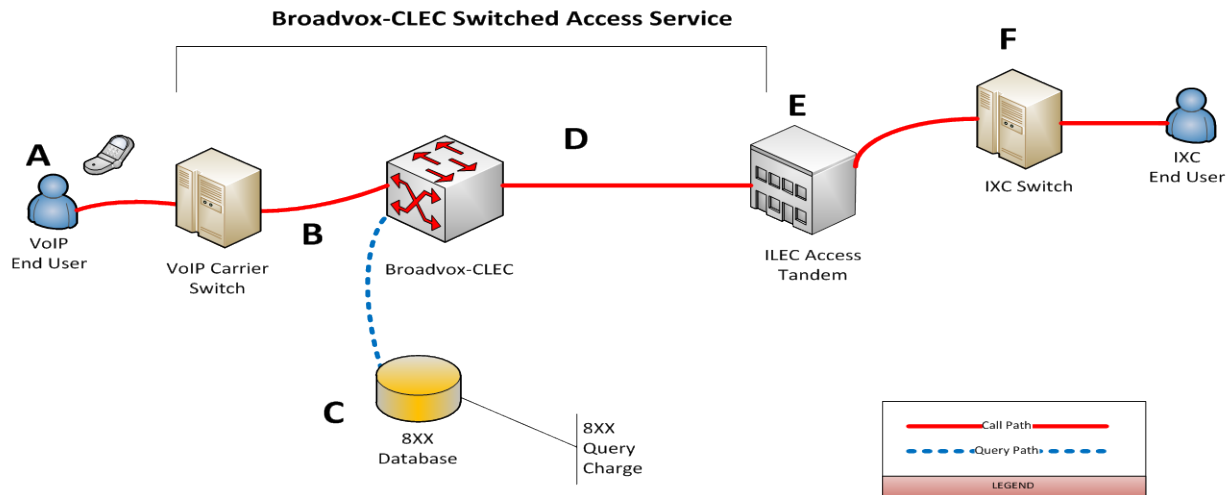 Broadvox-CLEC Switched Access Service
F
E
D
A
B
C
VoIP
End User
VoIP Carrier
Switch
Broadvox-CLEC
ILEC Access
Tandem
IXC Switch
IXC
End User
8XX
Database
8XX
Query
Charge
Call Path
Query Path
LEGEND